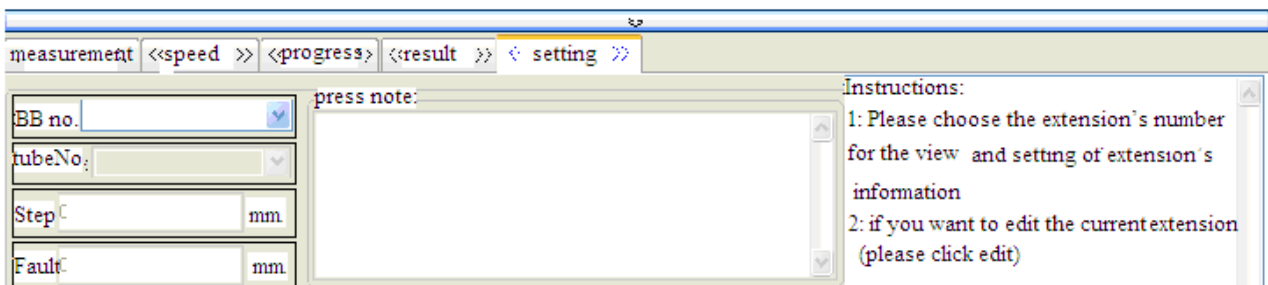 measurement <<speed >> <<progress> <<result >> < setting >>
BB no.
tubeNo:
Step mm.
Fault mm.
press note:
Instructions:
1: Please choose the extension's number
for the view and setting of extension's
information
2: if you want to edit the current extension
(please click edit)